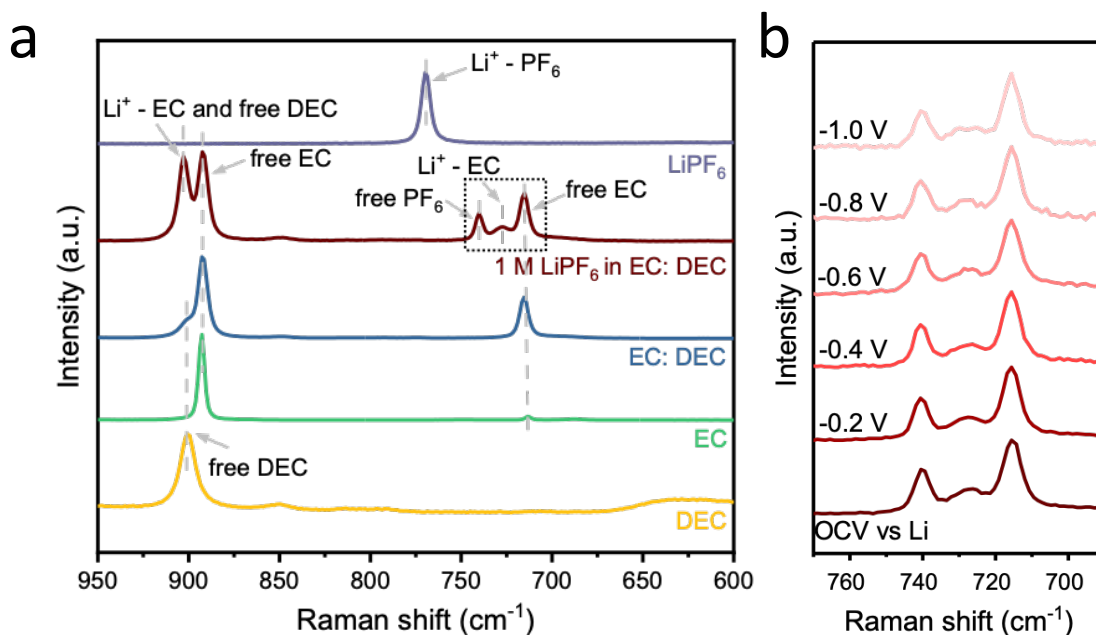 a
Li⁺ - PF₆
Li⁺ - EC and free DEC
LiPF₆
free EC
Li⁺ - EC
free PF₆
free EC
1 M LiPF₆ in EC: DEC
EC: DEC
EC
free DEC
DEC
Intensity (a.u.)
950 900 850 800 750 700 650 600
Raman shift (cm⁻¹)
b
-1.0 V
-0.8 V
-0.6 V
-0.4 V
-0.2 V
OCV vs Li
Intensity (a.u.)
760 740 720 700
Raman shift (cm⁻¹)